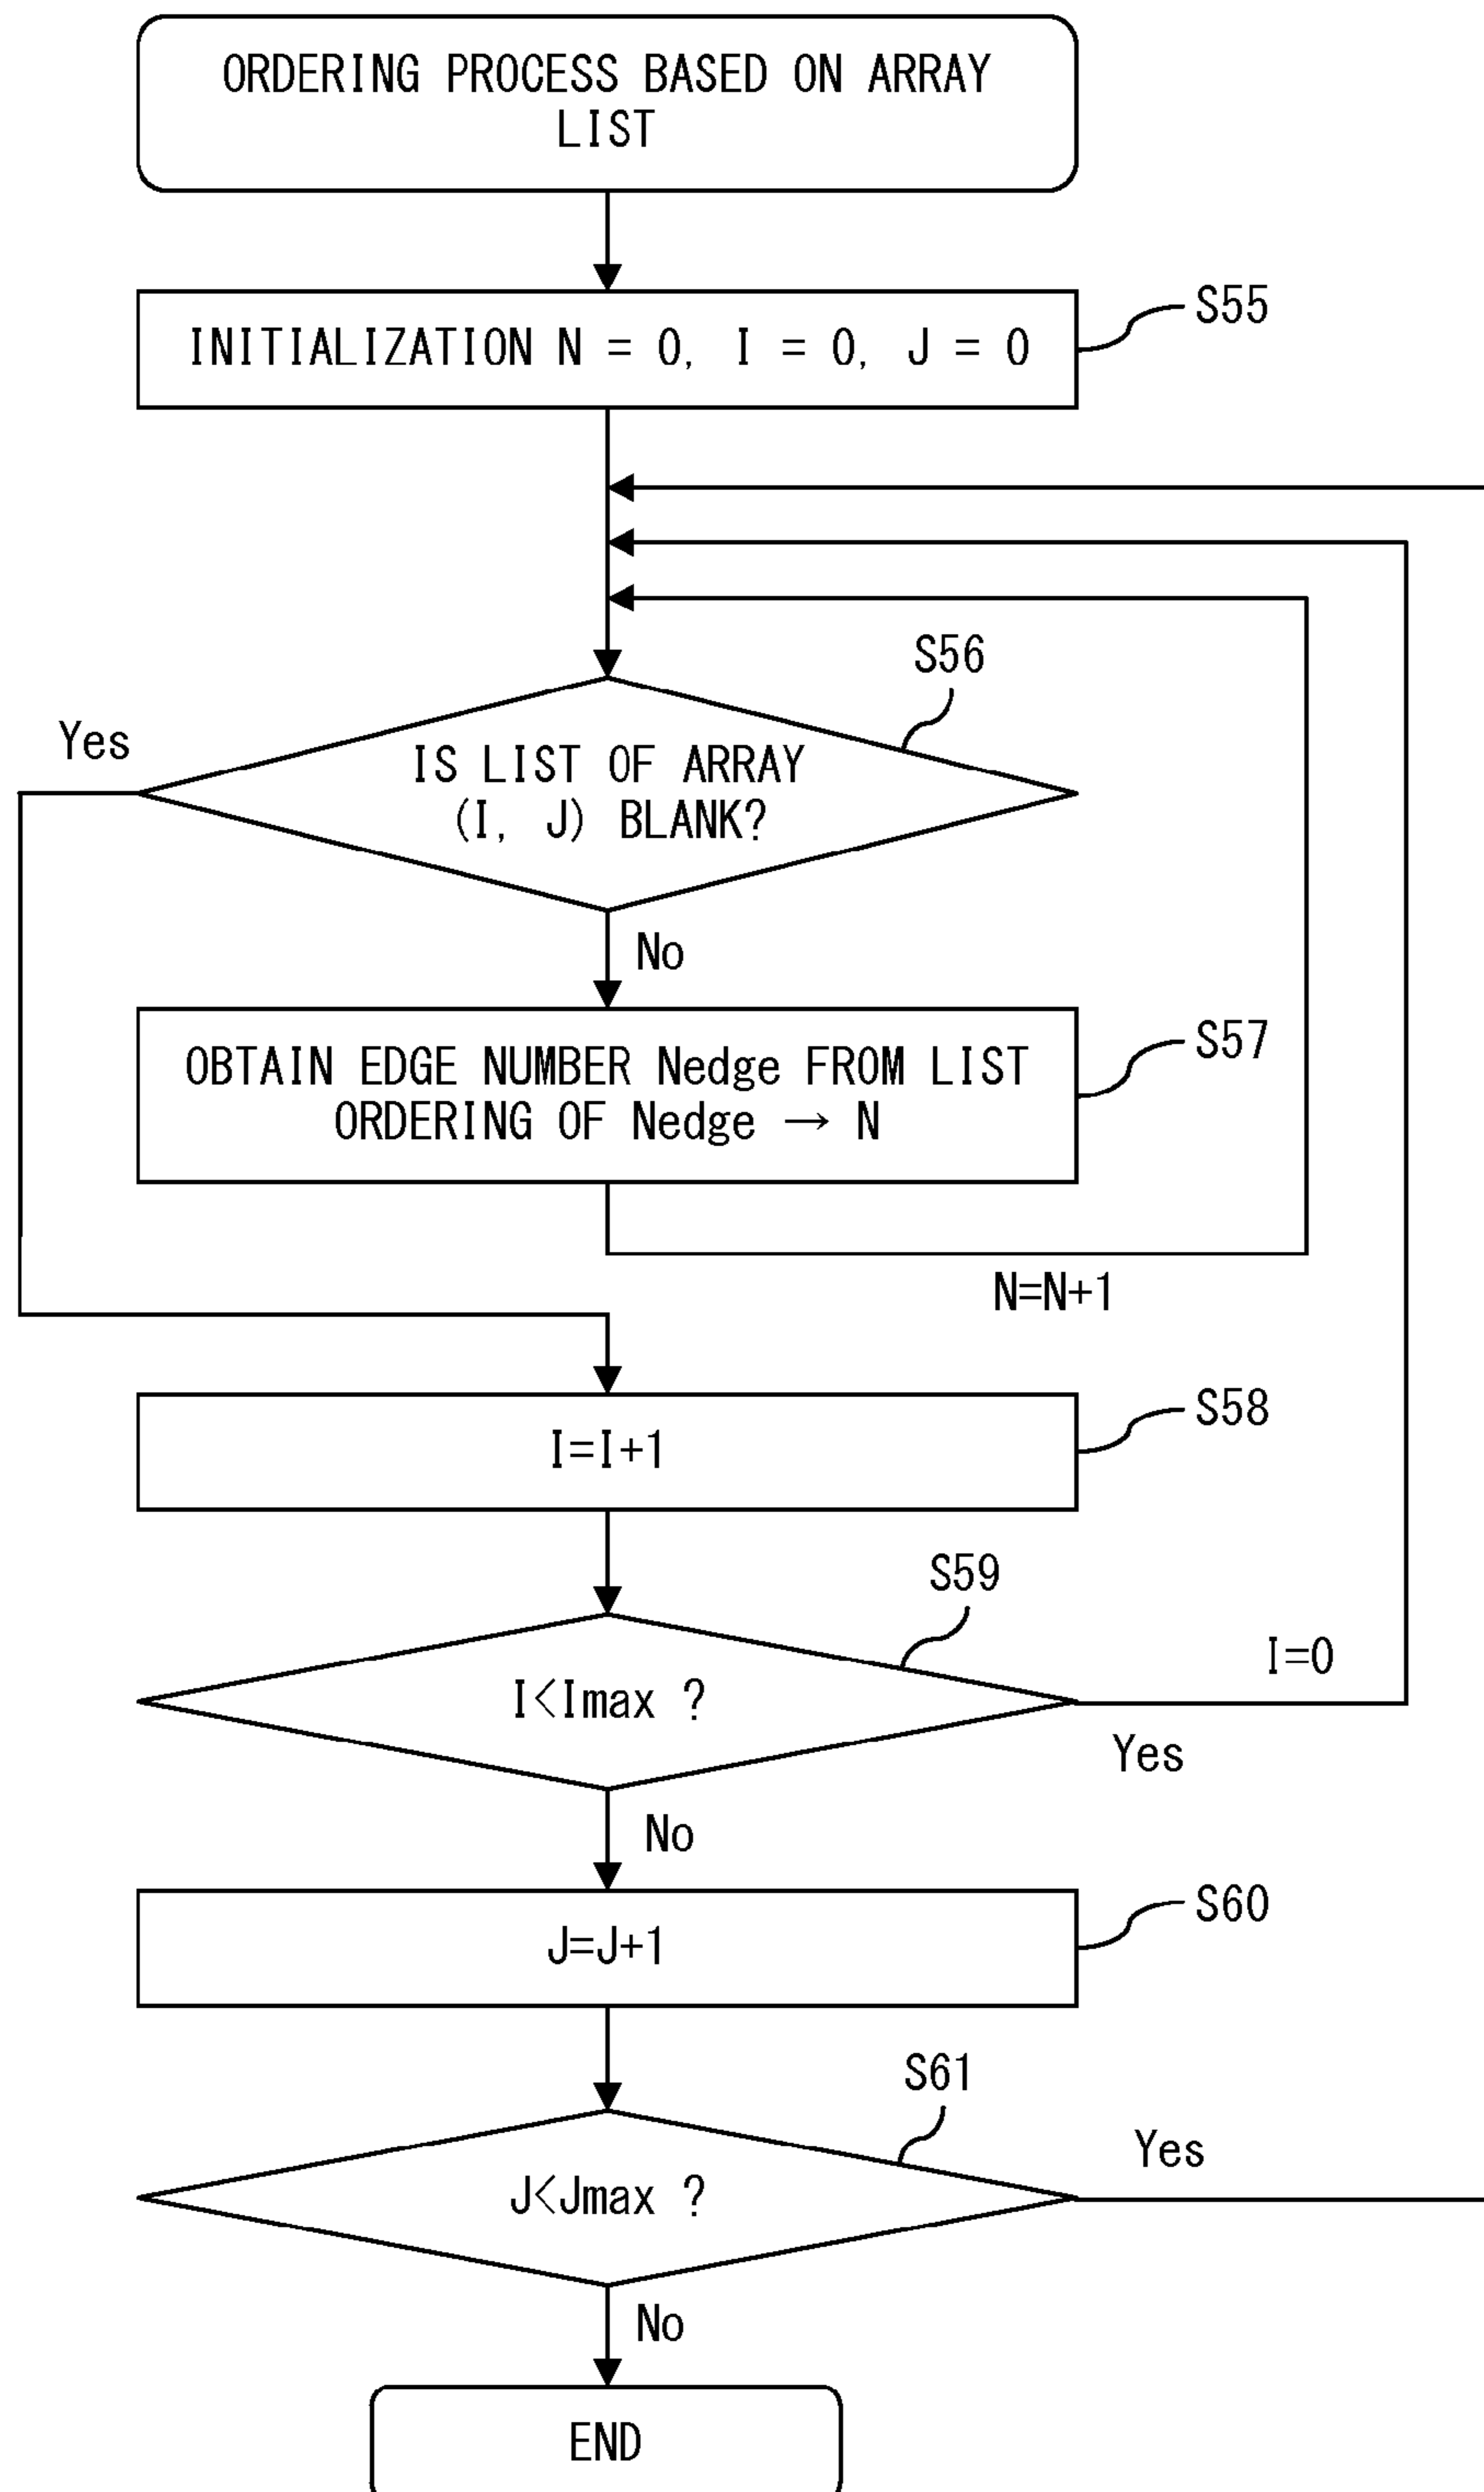 ORDERING PROCESS BASED ON ARRAY
LIST
INITIALIZATION N = 0, I = 0, J = 0
S55
S56
Yes
IS LIST OF ARRAY
(I, J) BLANK?
No
S57
OBTAIN EDGE NUMBER Nedge FROM LIST
ORDERING OF Nedge → N
N=N+1
S58
I=I+1
S59
I<Imax ?
I=0
Yes
No
S60
J=J+1
S61
J<Jmax ?
Yes
No
END